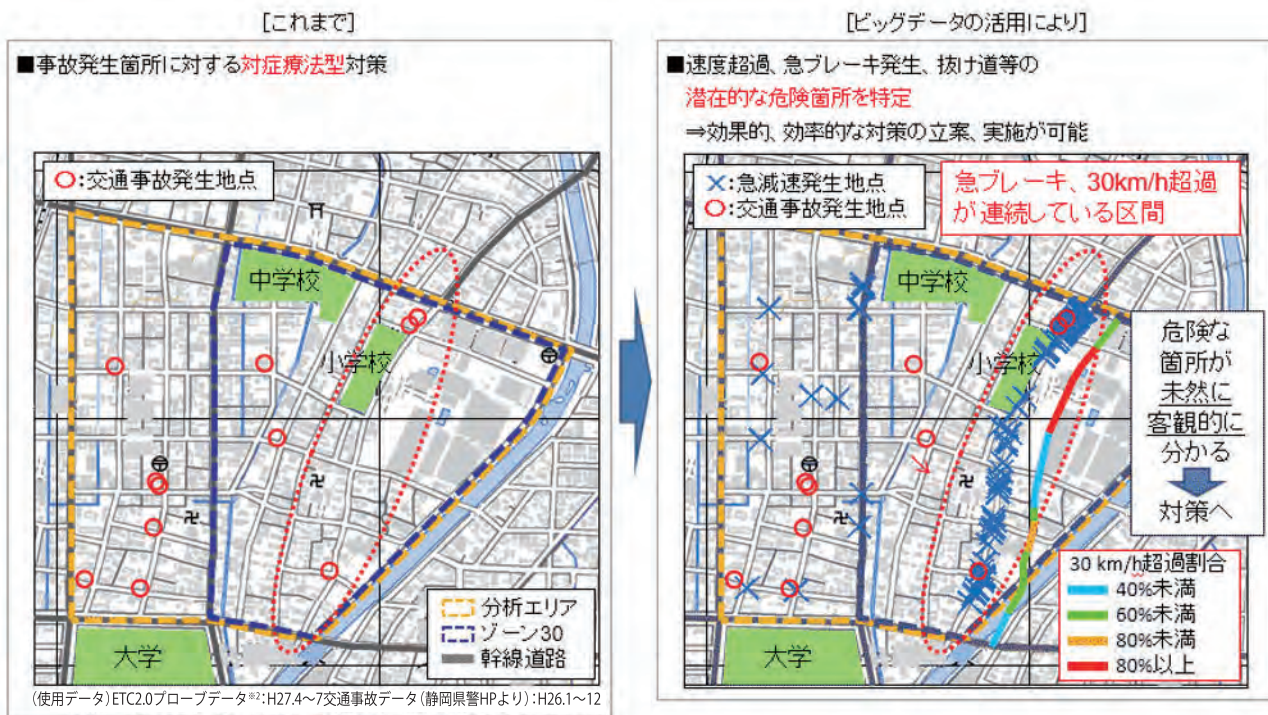 [これまで]
■事故発生箇所に対する対症療法型対策
○:交通事故発生地点
中学校
小学校
大学
分析エリア
ゾーン30
幹線道路
(使用データ)ETC2.0プローブデータ※2:H27.4～7交通事故データ(静岡県警HPより):H26.1～12
[ビッグデータの活用により]
■速度超過、急ブレーキ発生、抜け道等の
潜在的な危険箇所を特定
⇒効果的、効率的な対策の立案、実施が可能
×:急減速発生地点
○:交通事故発生地点
急ブレーキ、30km/h超過
が連続している区間
中学校
小学校
大学
危険な
箇所が
未然に
客観的に
分かる
対策へ
30 km/h超過割合
40%未満
60%未満
80%未満
80%以上